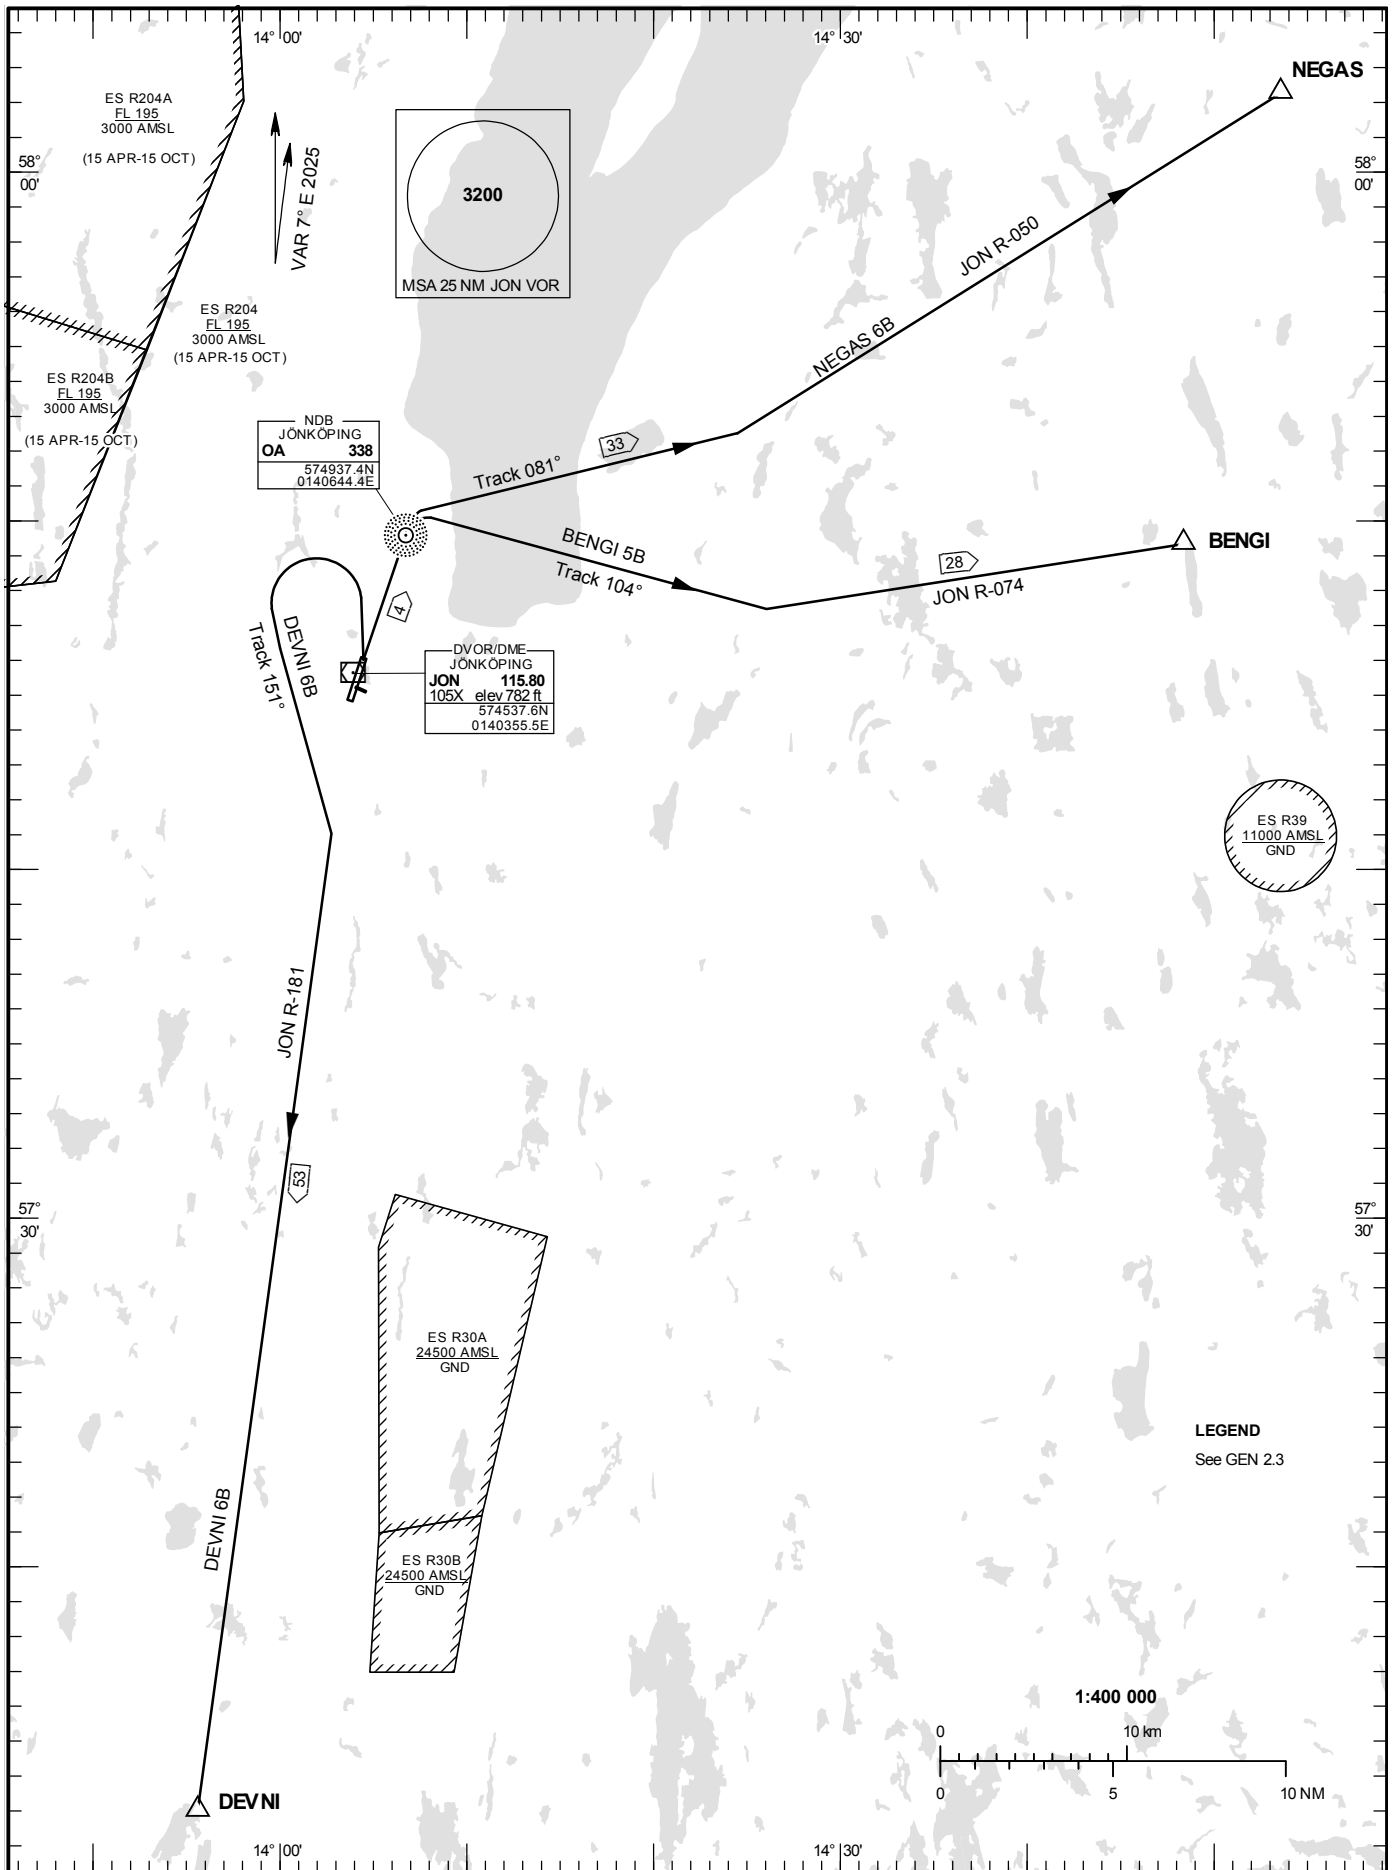 14° 00'
14° 30'
NEGAS
ES R204A
FL 195
3000 AMSL
(15 APR-15 OCT)
58°
00'
58°
00'
VAR 7° E 2025
3200
MSA 25 NM JON VOR
JON R-050
ES R204
FL 195
3000 AMSL
(15 APR-15 OCT)
NEGAS 6B
ES R204B
FL 195
3000 AMSL
(15 APR-15 OCT)
NDB
JÖNKÖPING
OA 338
574937.4N
0140644.4E
33
Track 081°
BENGI 5B
Track 104°
BENGI
28
JON R-074
4
DEVNI 6B
Track 151°
DVOR/DME
JÖNKÖPING
JON 115.80
105X elev 782 ft
574537.6N
0140355.5E
ES R39
11000 AMSL
GND
JON R-181
53
57°
30'
57°
30'
ES R30A
24500 AMSL
GND
LEGEND
See GEN 2.3
DEVNI 6B
ES R30B
24500 AMSL
GND
1:400 000
0 10 km
0 5 10 NM
DEVNI
14° 00'
14° 30'